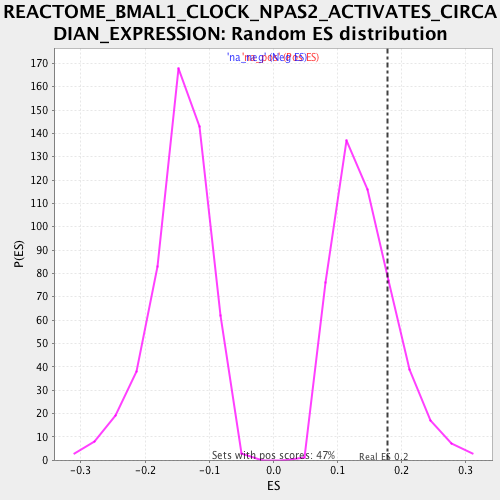 REACTOME_BMAL1_CLOCK_NPAS2_ACTIVATES_CIRCA
DIAN_EXPRESSION: Random ES distribution
P(ES)
170
160
150
140
130
120
110
100
90
80
70
60
50
40
30
20
10
0
Sets with pos scores: 47%
Real ES 0.2
-0.3 -0.2 -0.1 0.0 0.1 0.2 0.3
ES